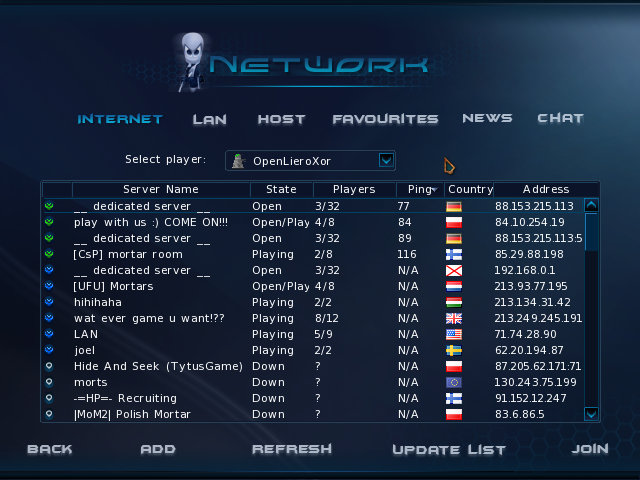 NETWORK
INTERNET LAN HOST FAVOURITES NEWS CHAT
Select player: OpenLieroXor
Server Name State Players Ping Country Address
__ dedicated server __ Open 3/32 77 88.153.215.113
play with us :) COME ON!!! Open/Play 4/8 84 84.10.254.19
__ dedicated server __ Open 3/32 89 88.153.215.113:5
[CsP] mortar room Playing 2/8 116 85.29.88.198
__ dedicated server __ Open 3/32 N/A 192.168.0.1
[UFU] Mortars Open/Play 4/8 N/A 213.93.77.195
hihihaha Playing 2/2 N/A 213.134.31.42
wat ever game u want!?? Playing 8/12 N/A 213.249.245.191
LAN Playing 5/9 N/A 71.74.28.90
joel Playing 2/2 N/A 62.20.194.87
Hide And Seek (TytusGame) Down ? N/A 87.205.62.171:71
morts Down ? N/A 130.243.75.199
-=HP=- Recruiting Down ? N/A 91.152.12.247
|MoM2| Polish Mortar Down ? N/A 83.6.86.5
BACK ADD REFRESH UPDATE LIST JOIN